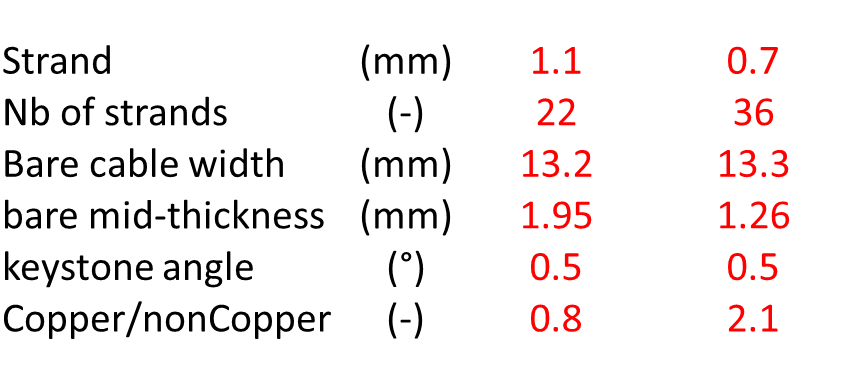 Strand (mm) 1.1 0.7
Nb of strands (-) 22 36
Bare cable width (mm) 13.2 13.3
bare mid-thickness (mm) 1.95 1.26
keystone angle (°) 0.5 0.5
Copper/nonCopper (-) 0.8 2.1